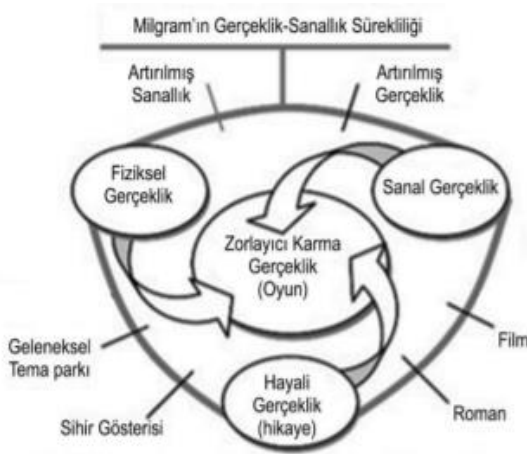 Milgram'ın Gerçeklik-Sanallık Sürekliliği
Artırılmış
Sanallık
Artırılmış
Gerçeklik
Fiziksel
Gerçeklik
Sanal Gerçeklik
Zorlayıcı Karma
Gerçeklik
(Oyun)
Geleneksel
Tema parkı
Film
Hayali
Gerçeklik
(hikaye)
Roman
Sihir Gösterisi